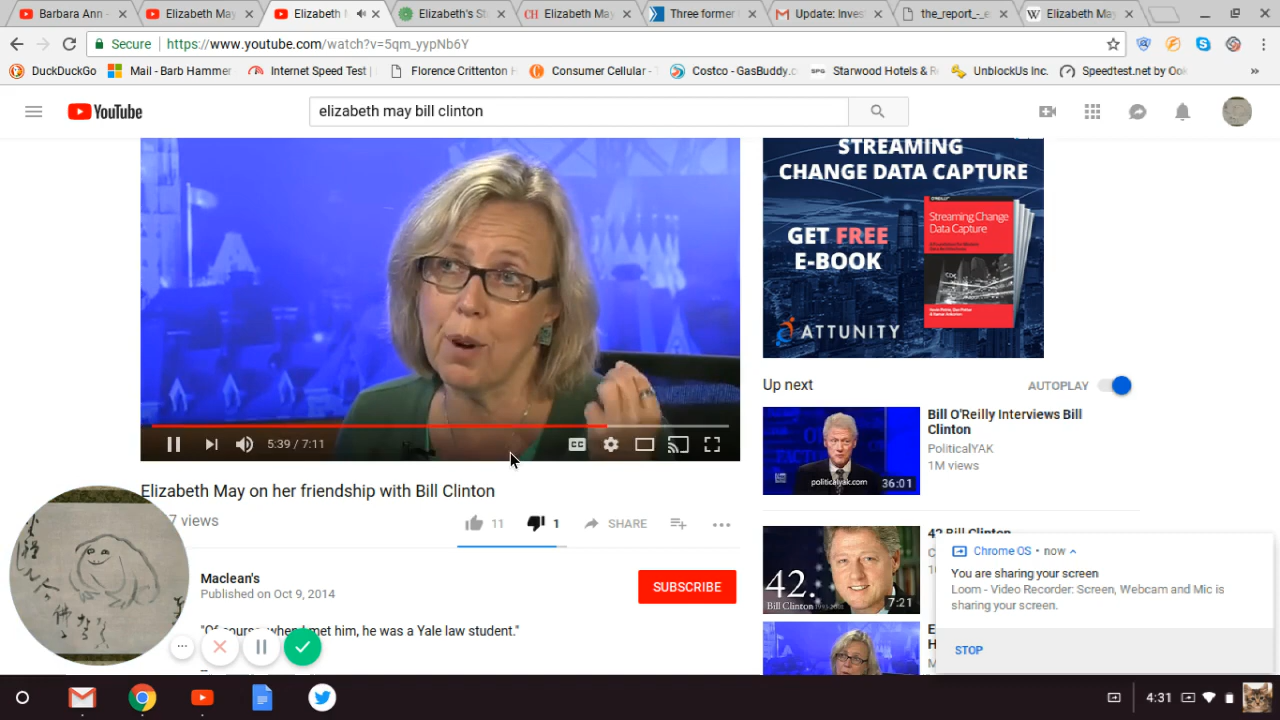 Barbara Ann -
Elizabeth May
Elizabeth
Elizabeth's St
Elizabeth May
Three former
Update: Inves
the_report_-_e
Elizabeth May
Secure
https://www.youtube.com/watch?v=5qm_yypNb6Y
DuckDuckGo
Mail - Barb Hammer
Internet Speed Test
Florence Crittenton H
Consumer Cellular -
Costco - GasBuddy.c
SPG
Starwood Hotels & R
UnblockUs Inc.
Speedtest.net by Ook
»
YouTube
elizabeth may bill clinton
STREAMING
CHANGE DATA CAPTURE
GET FREE
E-BOOK
O'REILLY
Streaming Change
Data Capture
ATTUNITY
5:39 / 7:11
CC
Elizabeth May on her friendship with Bill Clinton
7 views
11
1
SHARE
Maclean's
Published on Oct 9, 2014
SUBSCRIBE
"Of course, when I met him, he was a Yale law student."
Up next
AUTOPLAY
Bill O'Reilly Interviews Bill
Clinton
PoliticalYAK
1M views
politicalyak.com
36:01
42 Bill Clinton
42.
Bill Clinton 1993-2001
7:21
Chrome OS • now
You are sharing your screen
Loom - Video Recorder: Screen, Webcam and Mic is
sharing your screen.
STOP
4:31